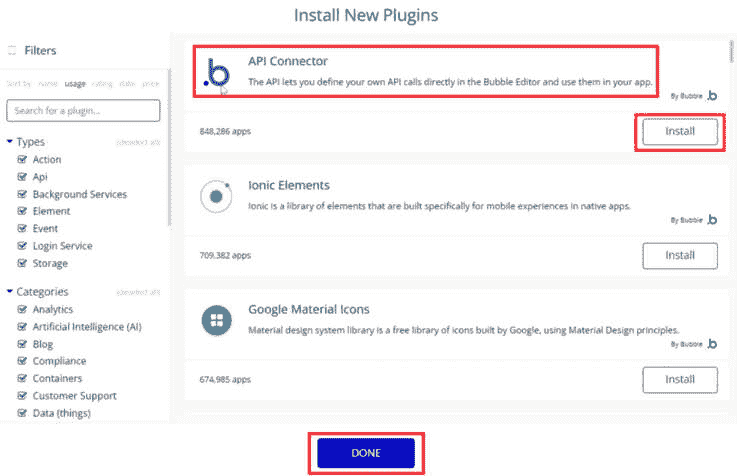 Install New Plugins
Filters
Sort by name usage rating date price
Search for a plugin...
Types
(deselect all)
Action
Api
Background Services
Element
Event
Login Service
Storage
Categories
(deselect all)
Analytics
Artificial Intelligence (AI)
Blog
Compliance
Containers
Customer Support
Data (things)
API Connector
The API lets you define your own API calls directly in the Bubble Editor and use them in your app.
By Bubble .b
848,286 apps
Install
Ionic Elements
Ionic is a library of elements that are built specifically for mobile experiences in native apps.
By Bubble .b
709,382 apps
Install
Google Material Icons
Material design system library is a free library of icons built by Google, using Material Design principles.
By Bubble .b
674,985 apps
Install
DONE